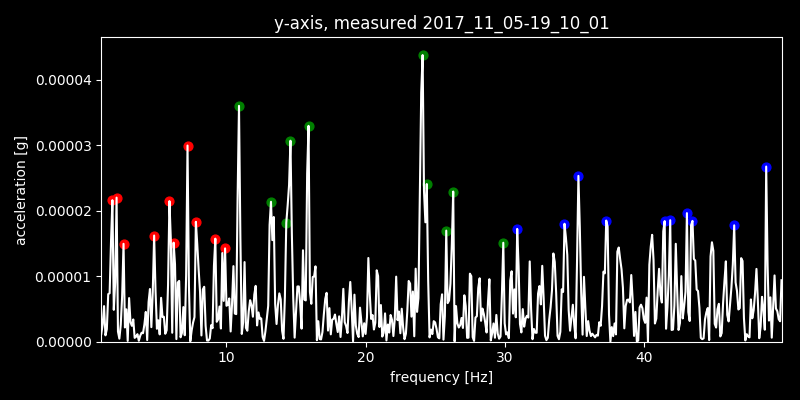 y-axis, measured 2017_11_05-19_10_01
acceleration [g]
0.00004
0.00003
0.00002
0.00001
0.00000
10 20 30 40
frequency [Hz]